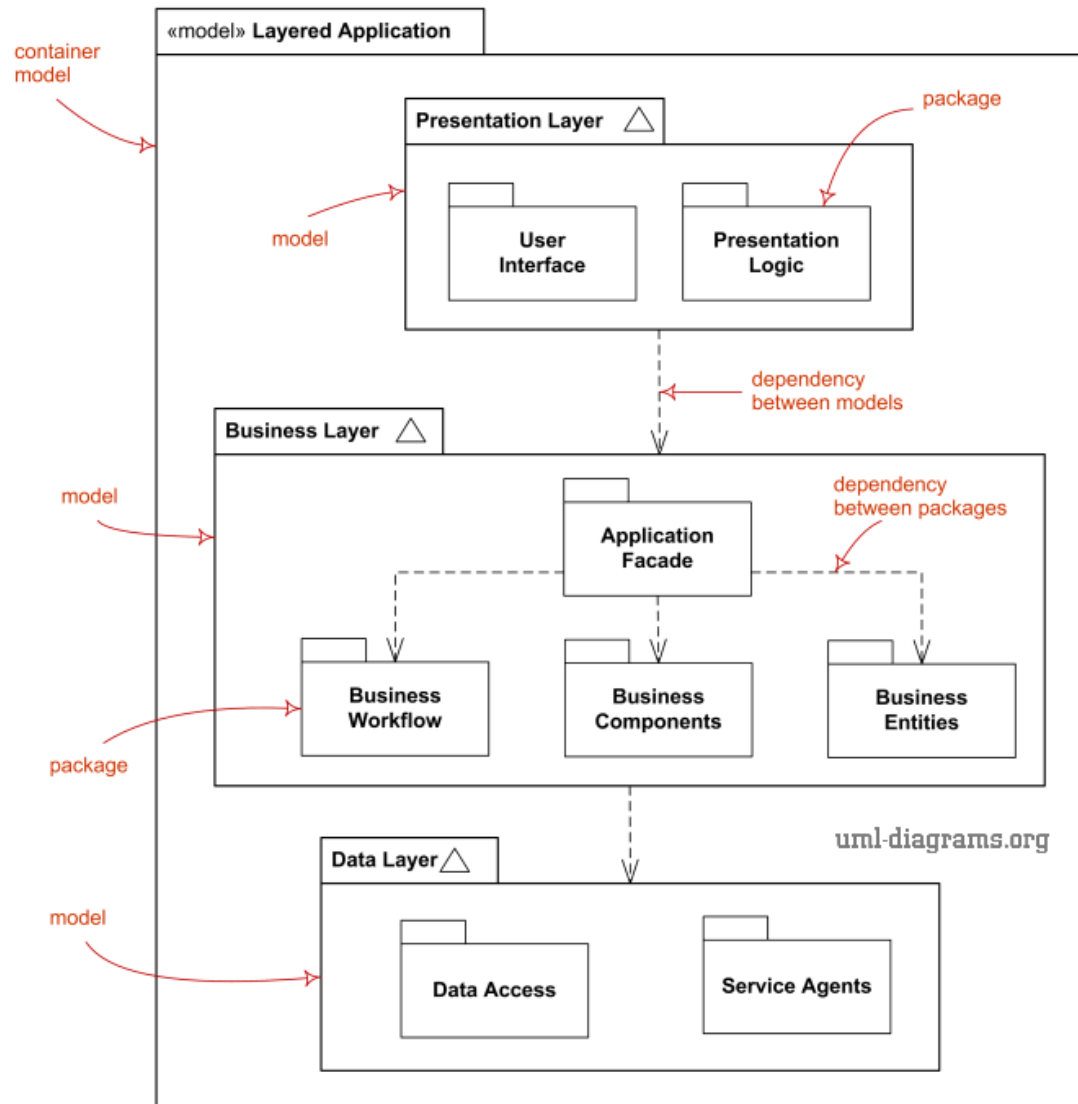 «model» Layered Application
container
model
Presentation Layer
package
model
User
Interface
Presentation
Logic
dependency
between models
Business Layer
model
dependency
between packages
Application
Facade
Business
Workflow
Business
Components
Business
Entities
package
uml-diagrams.org
Data Layer
model
Data Access
Service Agents